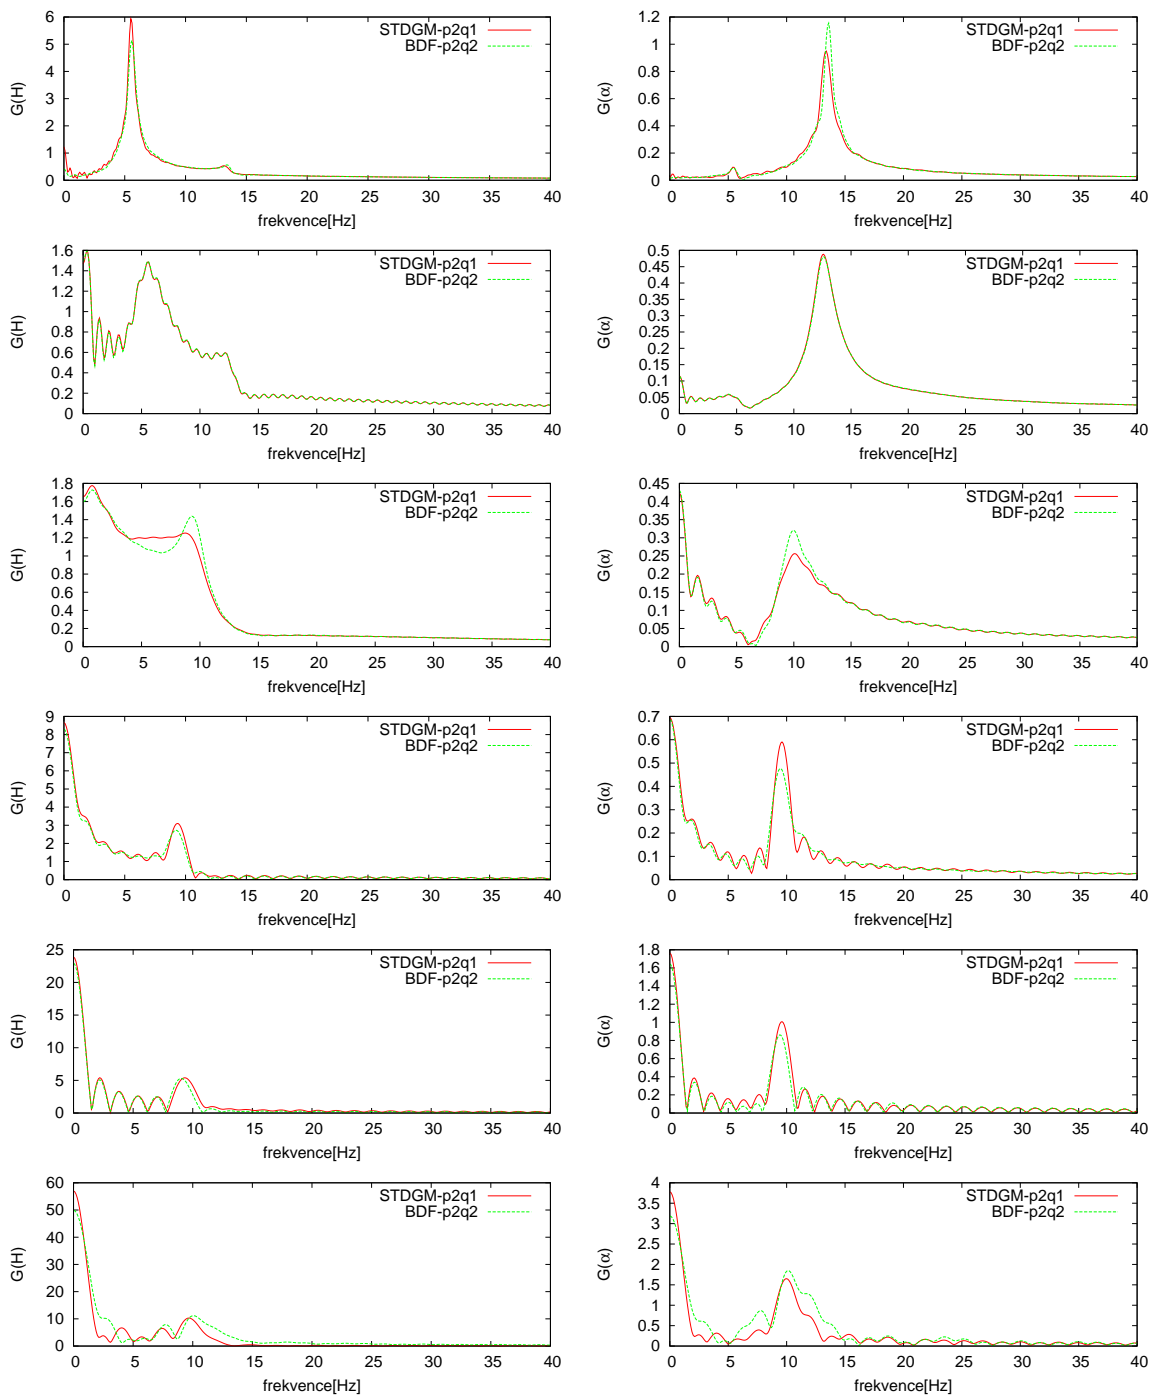 6
5
4
3
2
1
0
G(H)
STDGM-p2q1
BDF-p2q2
0 5 10 15 20 25 30 35 40
frekvence[Hz]
1.2
1
0.8
0.6
0.4
0.2
0
G(α)
STDGM-p2q1
BDF-p2q2
0 5 10 15 20 25 30 35 40
frekvence[Hz]
1.6
1.4
1.2
1
0.8
0.6
0.4
0.2
0
G(H)
STDGM-p2q1
BDF-p2q2
0 5 10 15 20 25 30 35 40
frekvence[Hz]
0.5
0.45
0.4
0.35
0.3
0.25
0.2
0.15
0.1
0.05
0
G(α)
STDGM-p2q1
BDF-p2q2
0 5 10 15 20 25 30 35 40
frekvence[Hz]
1.8
1.6
1.4
1.2
1
0.8
0.6
0.4
0.2
0
G(H)
STDGM-p2q1
BDF-p2q2
0 5 10 15 20 25 30 35 40
frekvence[Hz]
0.45
0.4
0.35
0.3
0.25
0.2
0.15
0.1
0.05
0
G(α)
STDGM-p2q1
BDF-p2q2
0 5 10 15 20 25 30 35 40
frekvence[Hz]
9
8
7
6
5
4
3
2
1
0
G(H)
STDGM-p2q1
BDF-p2q2
0 5 10 15 20 25 30 35 40
frekvence[Hz]
0.7
0.6
0.5
0.4
0.3
0.2
0.1
0
G(α)
STDGM-p2q1
BDF-p2q2
0 5 10 15 20 25 30 35 40
frekvence[Hz]
25
20
15
10
5
0
G(H)
STDGM-p2q1
BDF-p2q2
0 5 10 15 20 25 30 35 40
frekvence[Hz]
1.8
1.6
1.4
1.2
1
0.8
0.6
0.4
0.2
0
G(α)
STDGM-p2q1
BDF-p2q2
0 5 10 15 20 25 30 35 40
frekvence[Hz]
60
50
40
30
20
10
0
G(H)
STDGM-p2q1
BDF-p2q2
0 5 10 15 20 25 30 35 40
frekvence[Hz]
4
3.5
3
2.5
2
1.5
1
0.5
0
G(α)
STDGM-p2q1
BDF-p2q2
0 5 10 15 20 25 30 35 40
frekvence[Hz]